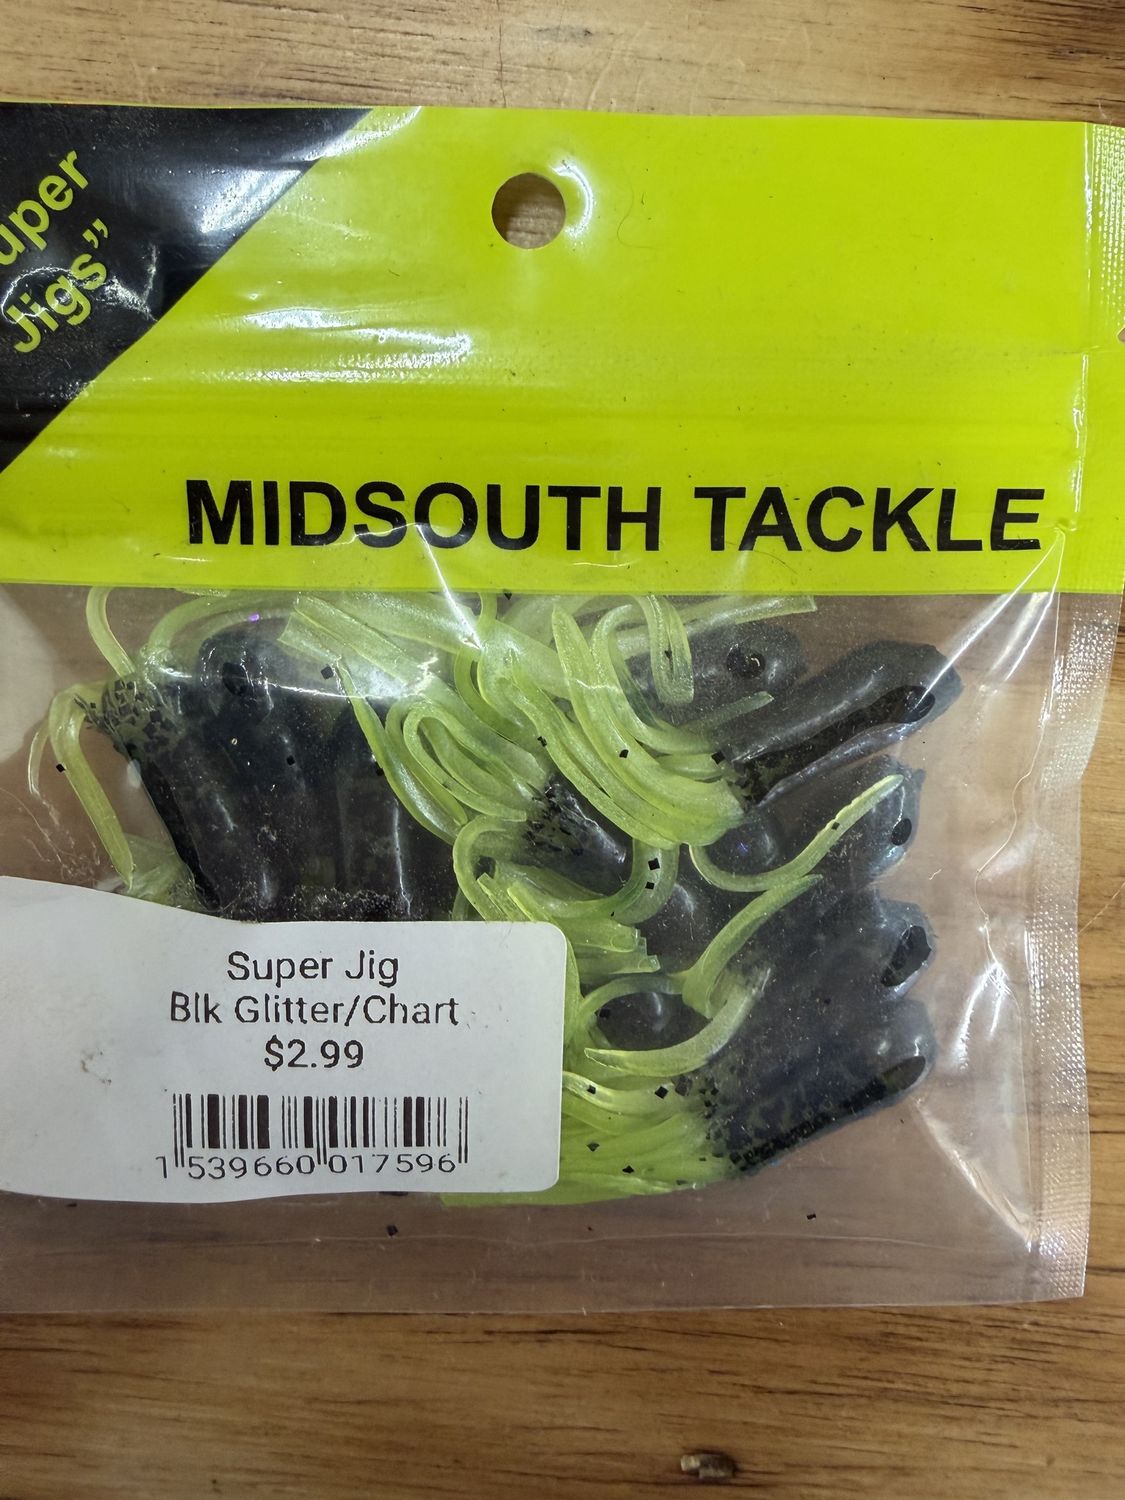 uper
Jigs”
MIDSOUTH TACKLE
Super Jig
Blk Glitter/Chart
$2.99
1 539660 017596